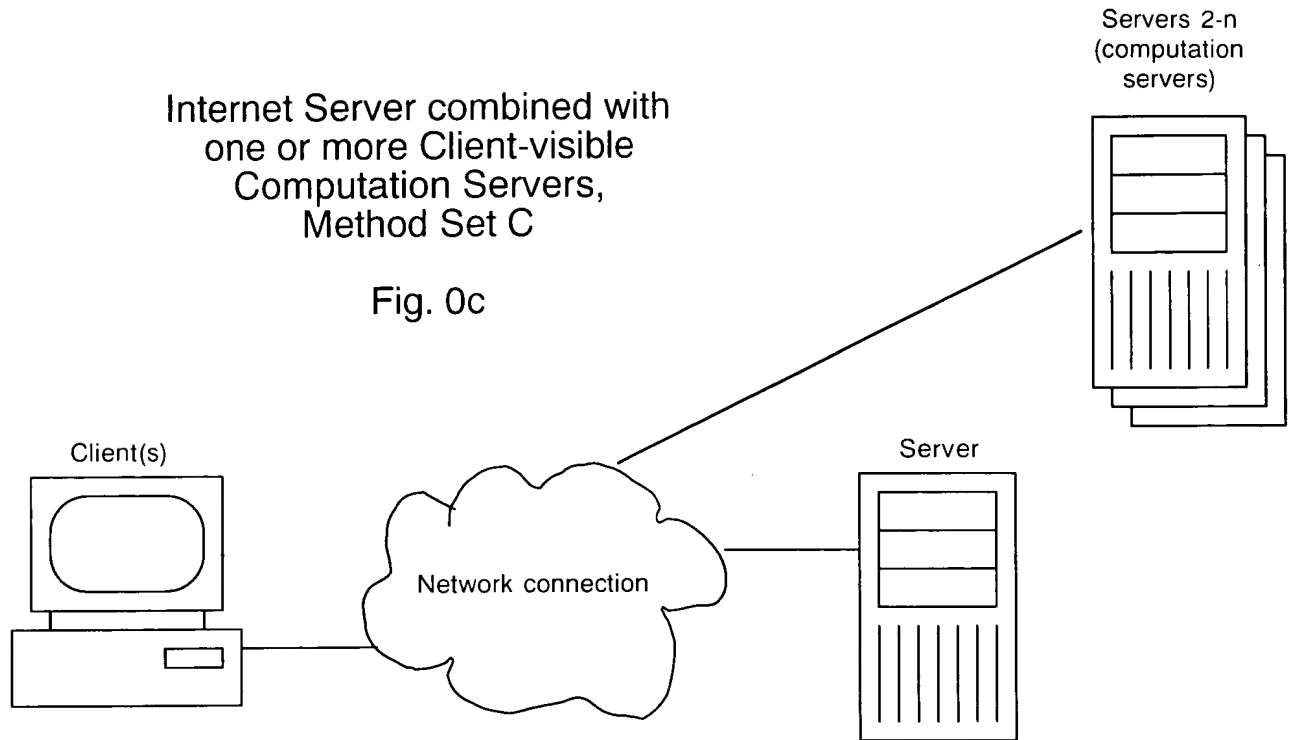 Servers 2-n
(computation
servers)
Internet Server combined with
one or more Client-visible
Computation Servers,
Method Set C
Fig. 0c
Client(s)
Server
Network connection